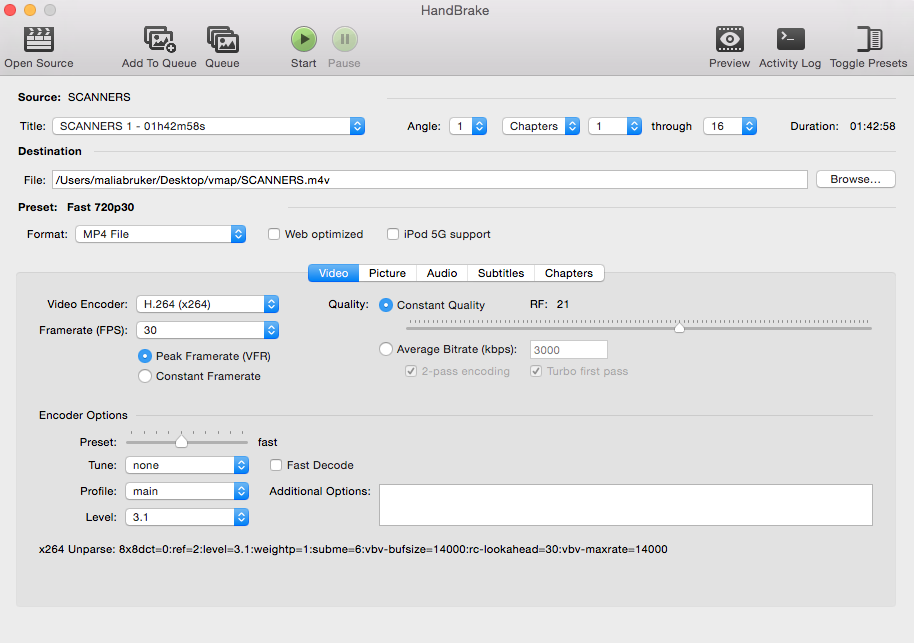 HandBrake
Open Source Add To Queue Queue Start Pause Preview Activity Log Toggle Presets
Source: SCANNERS
Title: SCANNERS 1 - 01h42m58s Angle: 1 Chapters 1 through 16 Duration: 01:42:58
Destination
File: /Users/maliabruker/Desktop/vmap/SCANNERS.m4v Browse...
Preset: Fast 720p30
Format: MP4 File Web optimized iPod 5G support
Video Picture Audio Subtitles Chapters
Video Encoder: H.264 (x264) Quality: Constant Quality RF: 21
Framerate (FPS): 30
Peak Framerate (VFR) Average Bitrate (kbps): 3000
Constant Framerate 2-pass encoding Turbo first pass
Encoder Options
Preset: fast
Tune: none Fast Decode
Profile: main Additional Options:
Level: 3.1
x264 Unparse: 8x8dct=0:ref=2:level=3.1:weightp=1:subme=6:vbv-bufsize=14000:rc-lookahead=30:vbv-maxrate=14000